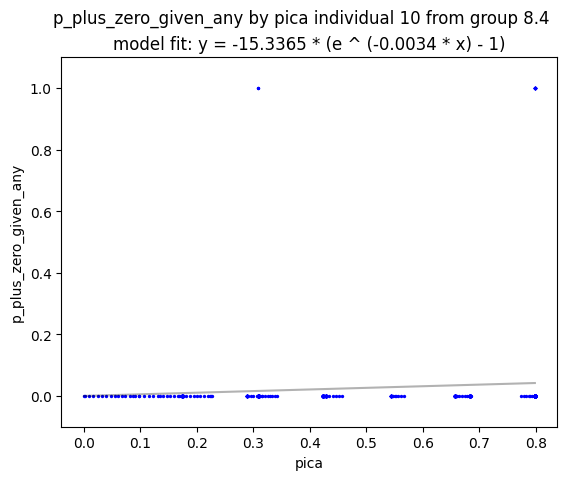 p_plus_zero_given_any by pica individual 10 from group 8.4
model fit: y = -15.3365 * (e ^ (-0.0034 * x) - 1)
1.0
0.8
0.6
0.4
0.2
0.0
p_plus_zero_given_any
0.0 0.1 0.2 0.3 0.4 0.5 0.6 0.7 0.8
pica